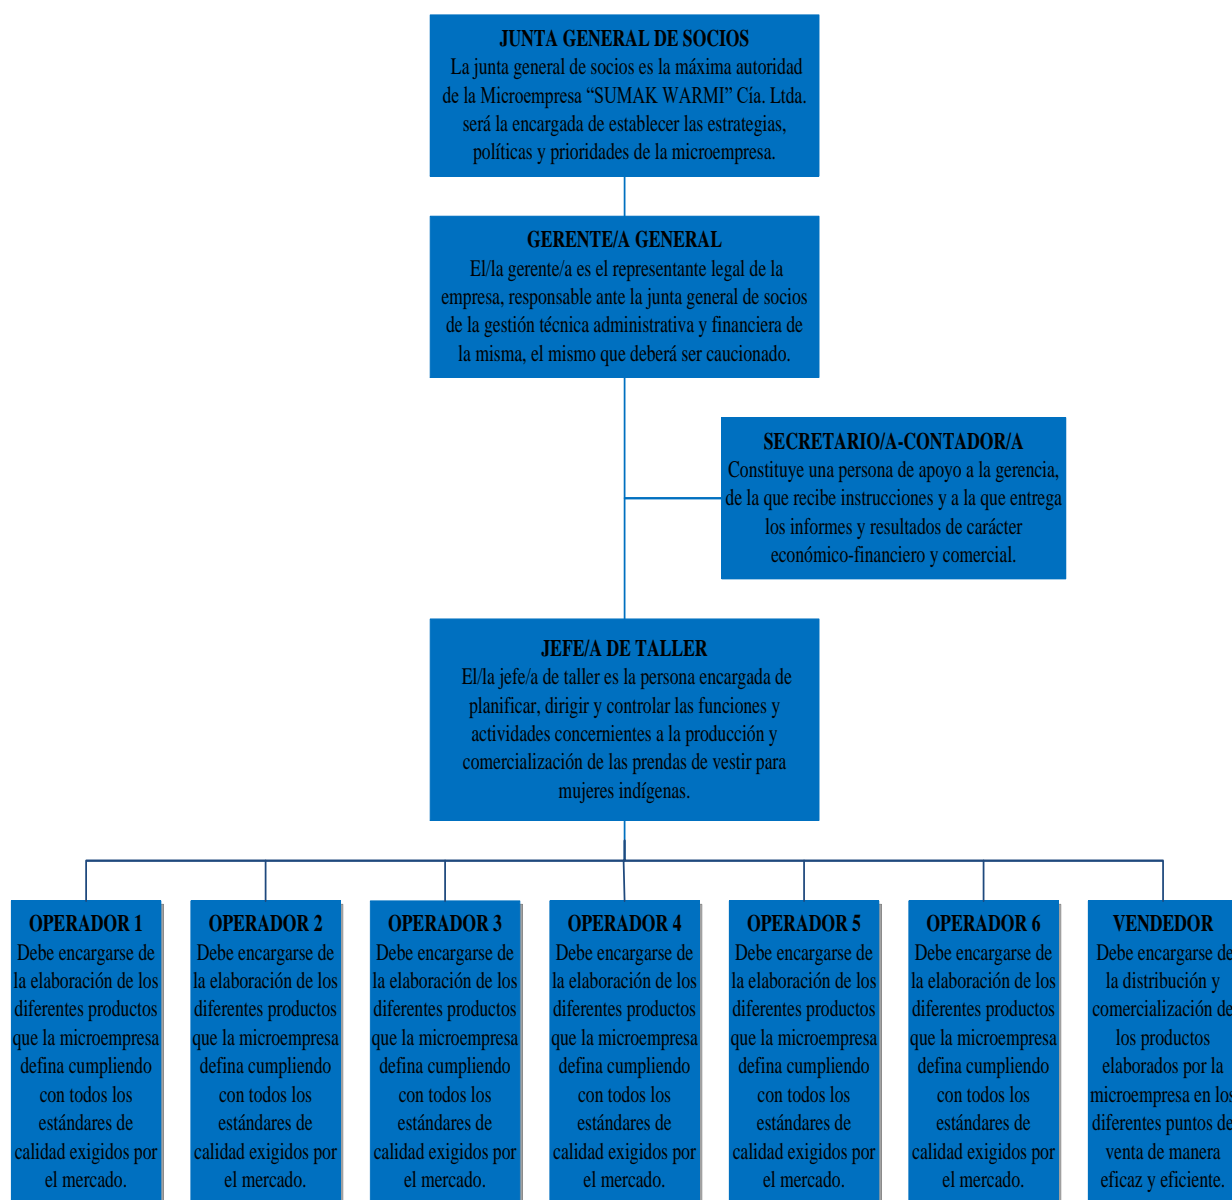 JUNTA GENERAL DE SOCIOS
La junta general de socios es la máxima autoridad
de la Microempresa “SUMAK WARMI” Cía. Ltda.
será la encargada de establecer las estrategias,
políticas y prioridades de la microempresa.
GERENTE/A GENERAL
El/la gerente/a es el representante legal de la
empresa, responsable ante la junta general de socios
de la gestión técnica administrativa y financiera de
la misma, el mismo que deberá ser caucionado.
SECRETARIO/A-CONTADOR/A
Constituye una persona de apoyo a la gerencia,
de la que recibe instrucciones y a la que entrega
los informes y resultados de carácter
económico-financiero y comercial.
JEFE/A DE TALLER
El/la jefe/a de taller es la persona encargada de
planificar, dirigir y controlar las funciones y
actividades concernientes a la producción y
comercialización de las prendas de vestir para
mujeres indígenas.
OPERADOR 1
Debe encargarse de
la elaboración de los
diferentes productos
que la microempresa
defina cumpliendo
con todos los
estándares de
calidad exigidos por
el mercado.
OPERADOR 2
Debe encargarse de
la elaboración de los
diferentes productos
que la microempresa
defina cumpliendo
con todos los
estándares de
calidad exigidos por
el mercado.
OPERADOR 3
Debe encargarse de
la elaboración de los
diferentes productos
que la microempresa
defina cumpliendo
con todos los
estándares de
calidad exigidos por
el mercado.
OPERADOR 4
Debe encargarse de
la elaboración de los
diferentes productos
que la microempresa
defina cumpliendo
con todos los
estándares de
calidad exigidos por
el mercado.
OPERADOR 5
Debe encargarse de
la elaboración de los
diferentes productos
que la microempresa
defina cumpliendo
con todos los
estándares de
calidad exigidos por
el mercado.
OPERADOR 6
Debe encargarse de
la elaboración de los
diferentes productos
que la microempresa
defina cumpliendo
con todos los
estándares de
calidad exigidos por
el mercado.
VENDEDOR
Debe encargarse de
la distribución y
comercialización de
los productos
elaborados por la
microempresa en los
diferentes puntos de
venta de manera
eficaz y eficiente.